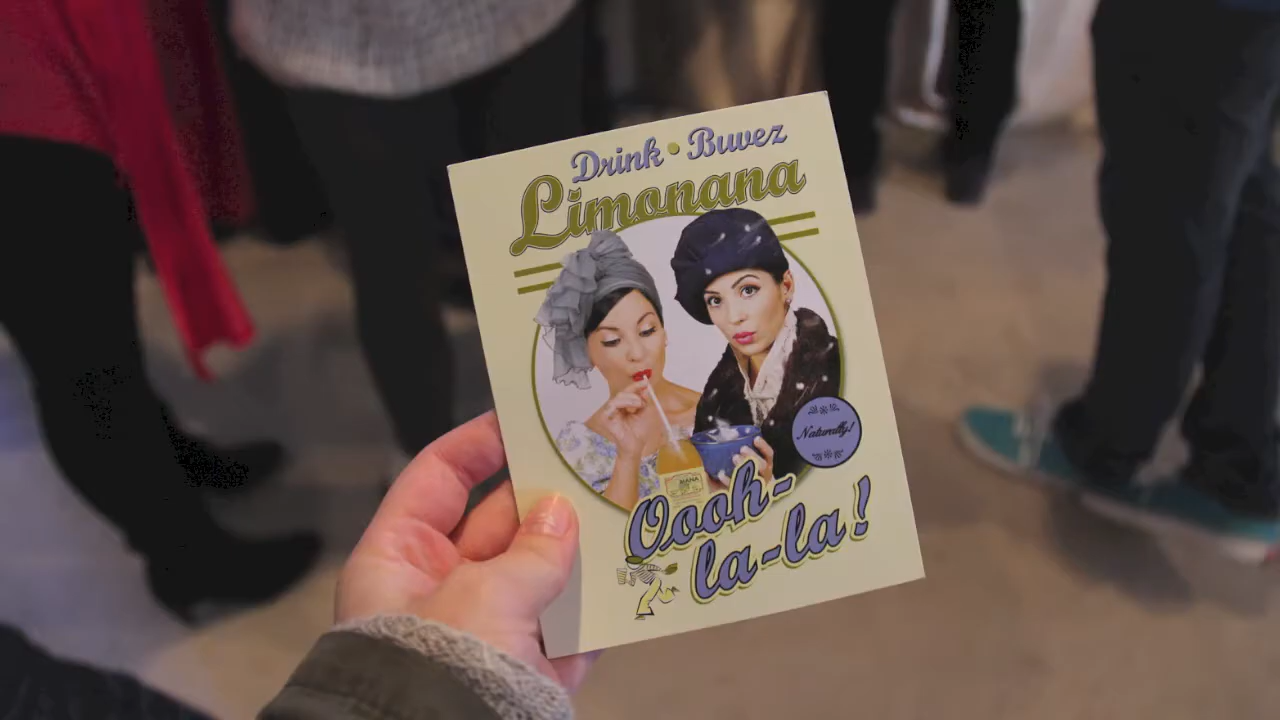 Drink • Buvez
Limonana
Naturally!
Oooh-
la-la!